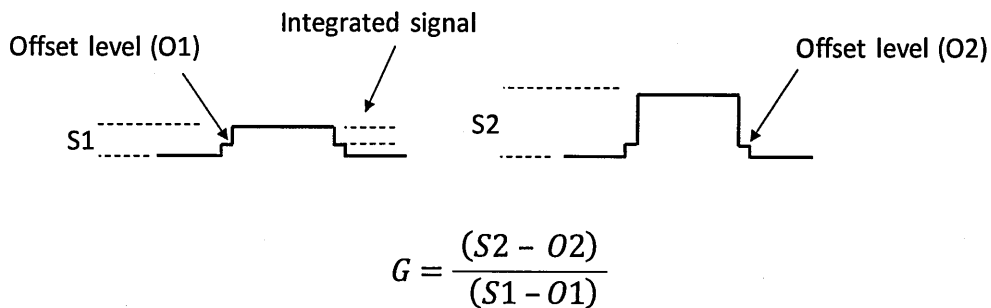 Integrated signal
Offset level (O1)
Offset level (O2)
S1
S2
G = (S2 – O2) / (S1 – O1)